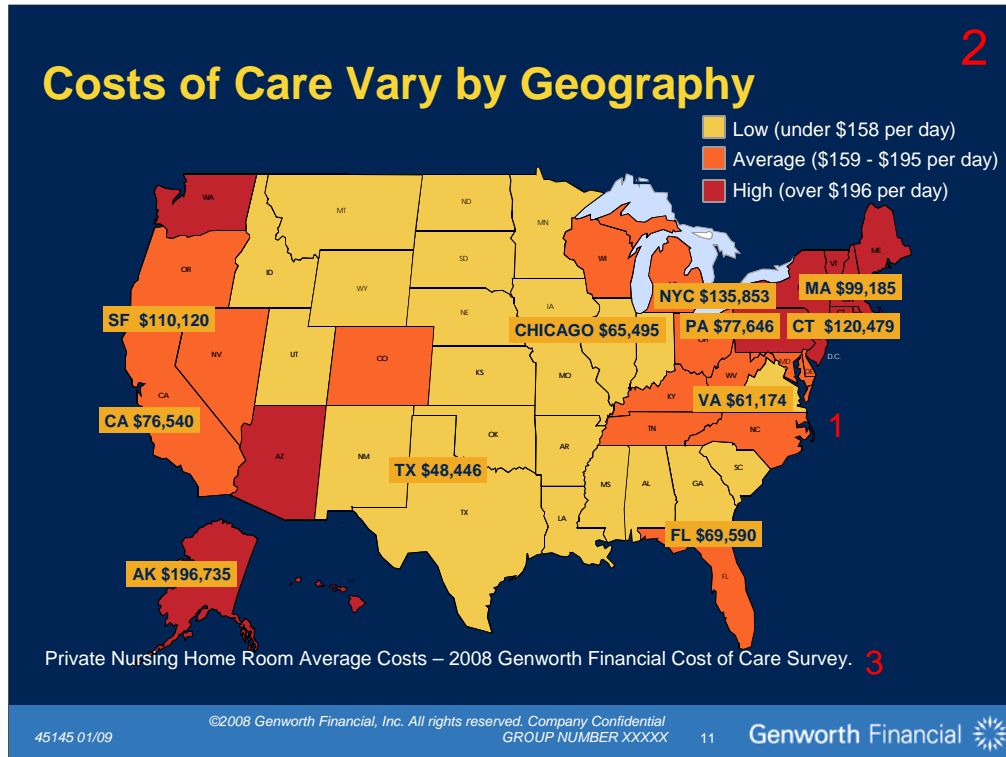 2
Costs of Care Vary by Geography
Low (under $158 per day)
Average ($159 - $195 per day)
High (over $196 per day)
WA
MT
ND
MN
OR
ID
SD
WI
WY
VT
ME
NYC $135,853
MA $99,185
SF $110,120
IA
NE
CHICAGO $65,495
PA $77,646
CT $120,479
NV
UT
CO
OH
D.C.
MD
DE
WV
KS
MO
CA
KY
VA $61,174
CA $76,540
1
TN
NC
OK
AR
AZ
NM
TX $48,446
SC
MS
AL
GA
TX
LA
FL $69,590
AK $196,735
FL
Private Nursing Home Room Average Costs – 2008 Genworth Financial Cost of Care Survey. 3
©2008 Genworth Financial, Inc. All rights reserved. Company Confidential
45145 01/09
GROUP NUMBER XXXXX
11
Genworth Financial